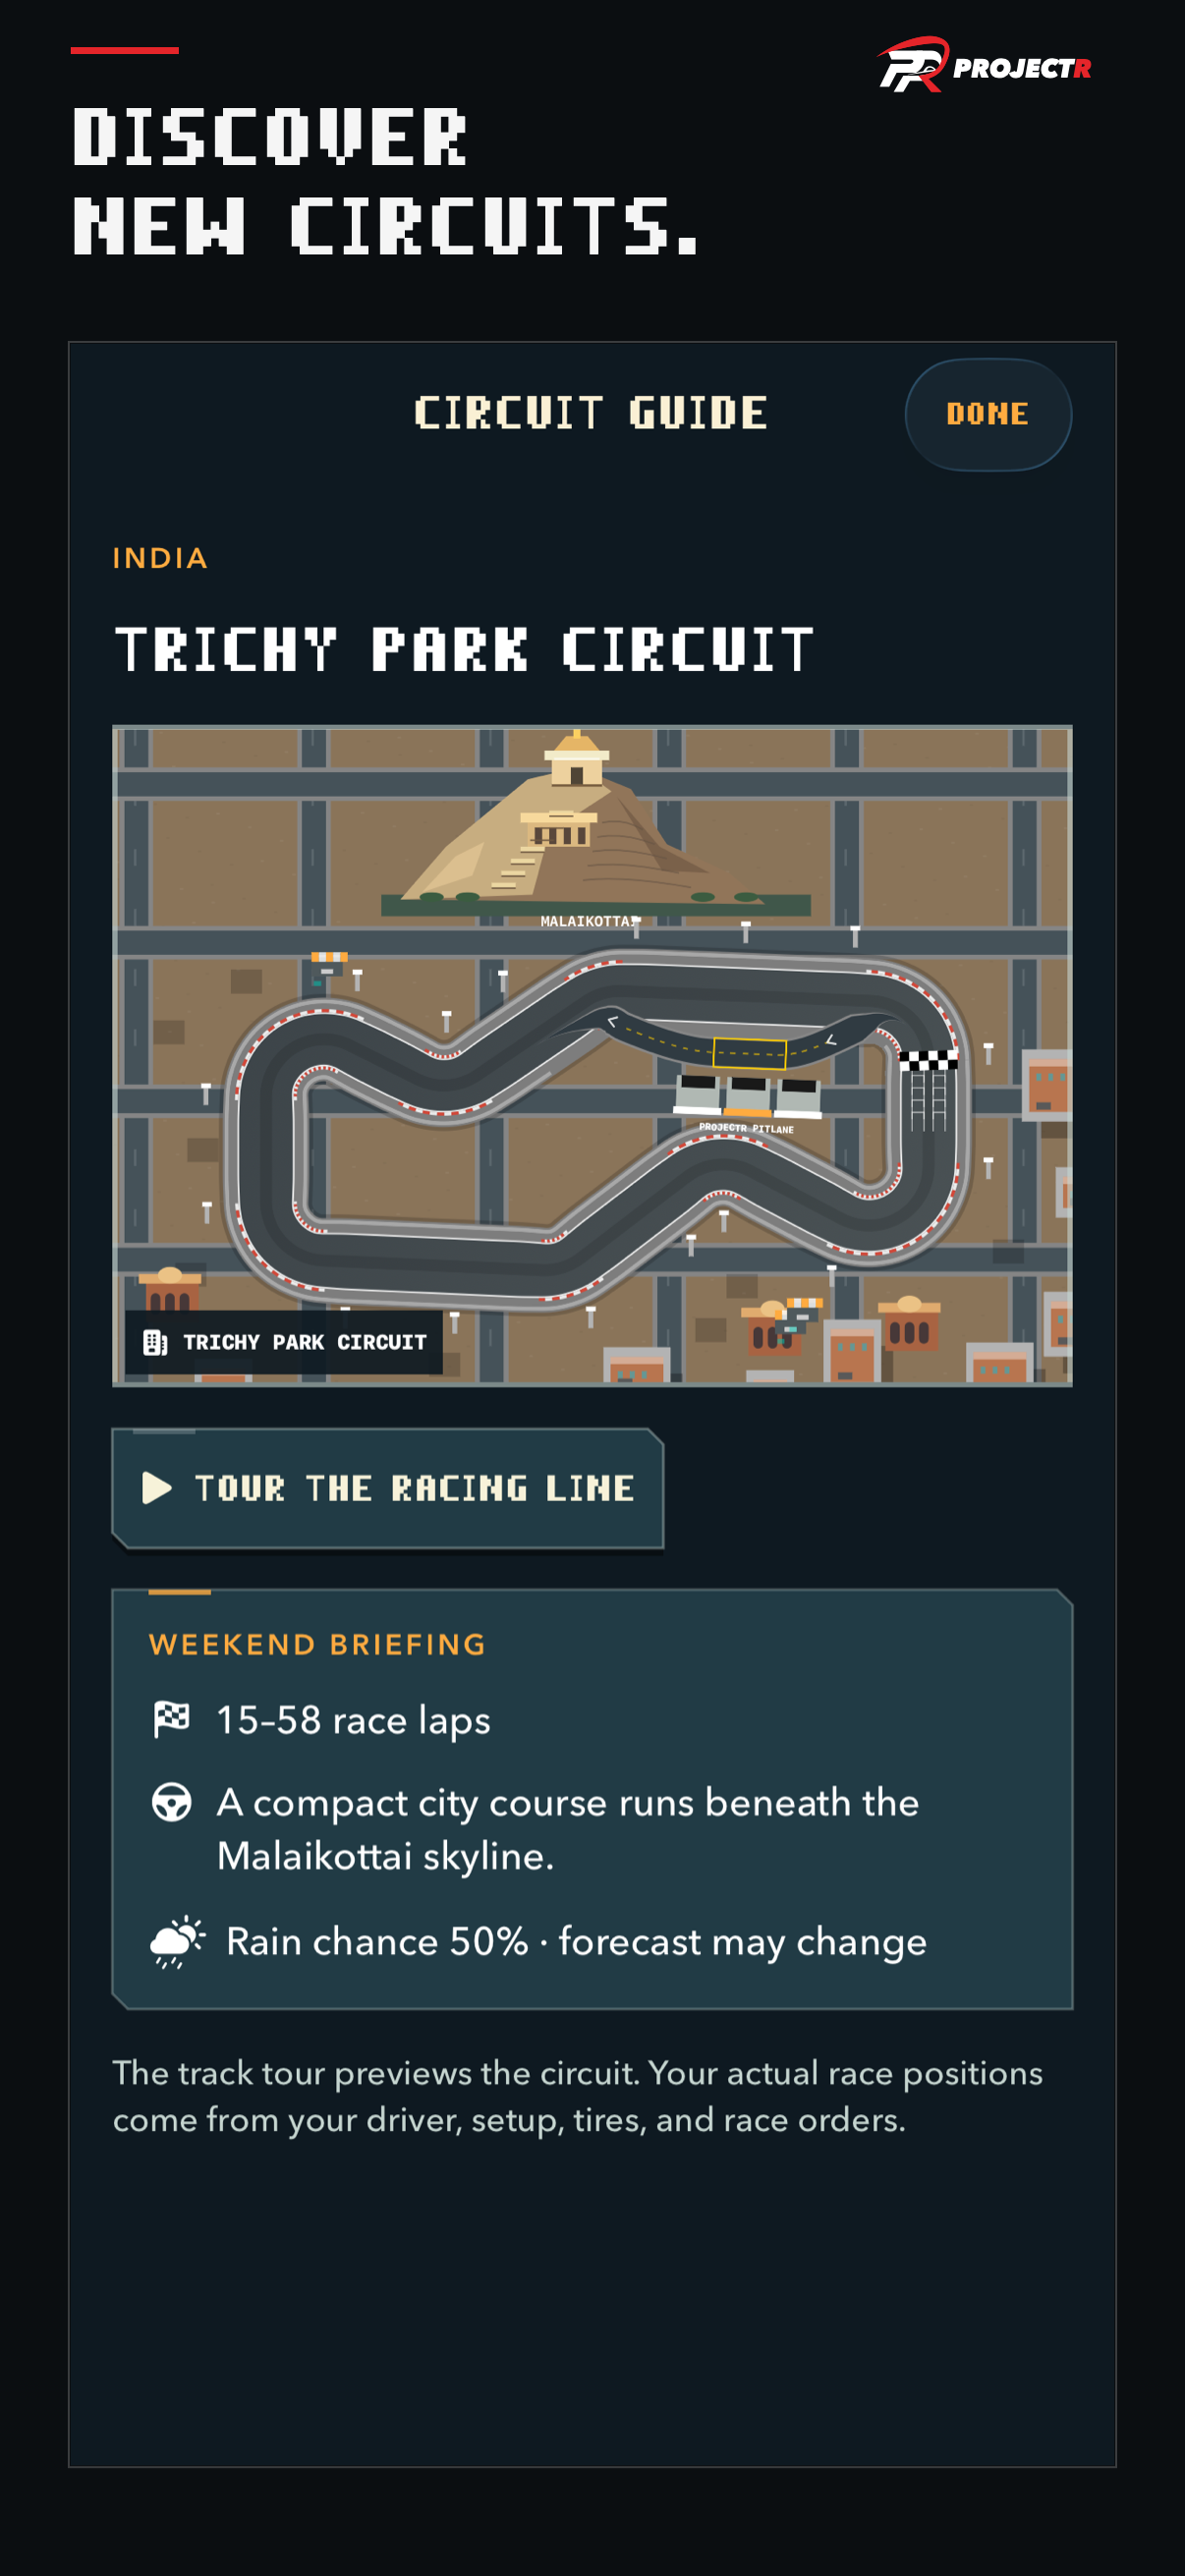 PROJECTR
DISCOVER
NEW CIRCUITS.
CIRCUIT GUIDE
DONE
INDIA
TRICHY PARK CIRCUIT
MALAIKOTTAI
PROJECTR PITLANE
TRICHY PARK CIRCUIT
TOUR THE RACING LINE
WEEKEND BRIEFING
15–58 race laps
A compact city course runs beneath the
Malaikottai skyline.
Rain chance 50% · forecast may change
The track tour previews the circuit. Your actual race positions
come from your driver, setup, tires, and race orders.